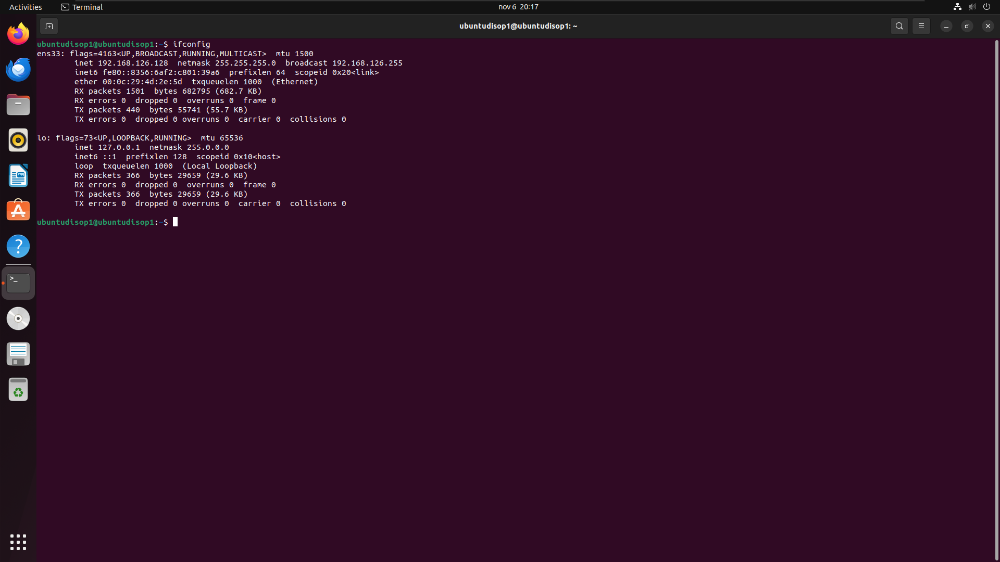 Activities Terminal nov 6 20:17
ubuntudisop1@ubuntudisop1: ~
ubuntudisop1@ubuntudisop1:~$ ifconfig
ens33: flags=4163<UP,BROADCAST,RUNNING,MULTICAST>  mtu 1500
        inet 192.168.126.128  netmask 255.255.255.0  broadcast 192.168.126.255
        inet6 fe80::8356:6af2:c801:39a6  prefixlen 64  scopeid 0x20<link>
        ether 00:0c:29:4d:2e:5d  txqueuelen 1000  (Ethernet)
        RX packets 1501  bytes 682795 (682.7 KB)
        RX errors 0  dropped 0  overruns 0  frame 0
        TX packets 440  bytes 55741 (55.7 KB)
        TX errors 0  dropped 0 overruns 0  carrier 0  collisions 0

lo: flags=73<UP,LOOPBACK,RUNNING>  mtu 65536
        inet 127.0.0.1  netmask 255.0.0.0
        inet6 ::1  prefixlen 128  scopeid 0x10<host>
        loop  txqueuelen 1000  (Local Loopback)
        RX packets 366  bytes 29659 (29.6 KB)
        RX errors 0  dropped 0  overruns 0  frame 0
        TX packets 366  bytes 29659 (29.6 KB)
        TX errors 0  dropped 0 overruns 0  carrier 0  collisions 0

ubuntudisop1@ubuntudisop1:~$